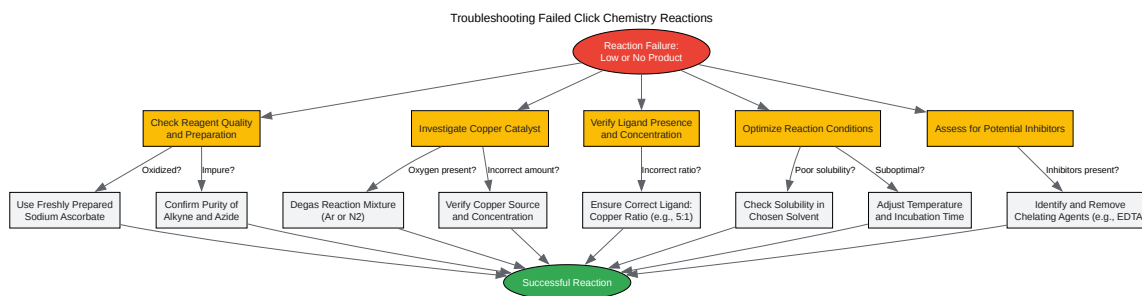 Troubleshooting Failed Click Chemistry Reactions
Reaction Failure:
Low or No Product
Check Reagent Quality
and Preparation
Investigate Copper Catalyst
Verify Ligand Presence
and Concentration
Optimize Reaction Conditions
Assess for Potential Inhibitors
Oxidized?
Impure?
Oxygen present?
Incorrect amount?
Incorrect ratio?
Poor solubility?
Suboptimal?
Inhibitors present?
Use Freshly Prepared
Sodium Ascorbate
Confirm Purity of
Alkyne and Azide
Degas Reaction Mixture
(Ar or N2)
Verify Copper Source
and Concentration
Ensure Correct Ligand:
Copper Ratio (e.g., 5:1)
Check Solubility in
Chosen Solvent
Adjust Temperature
and Incubation Time
Identify and Remove
Chelating Agents (e.g., EDTA)
Successful Reaction